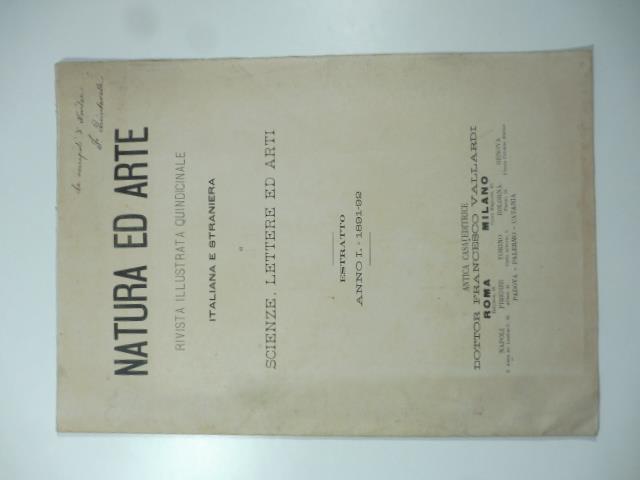 NATURA ED ARTE
RIVISTA ILLUSTRATA QUINDICINALE
ITALIANA E STRANIERA
DI
SCIENZE, LETTERE ED ARTI
ESTRATTO
ANNO I. - 1891-92
ANTICA CASA EDITRICE
DOTTOR FRANCESCO VALLARDI
ROMA MILANO
NAPOLI FIRENZE TORINO BOLOGNA GENOVA
PADOVA - PALERMO - CATANIA